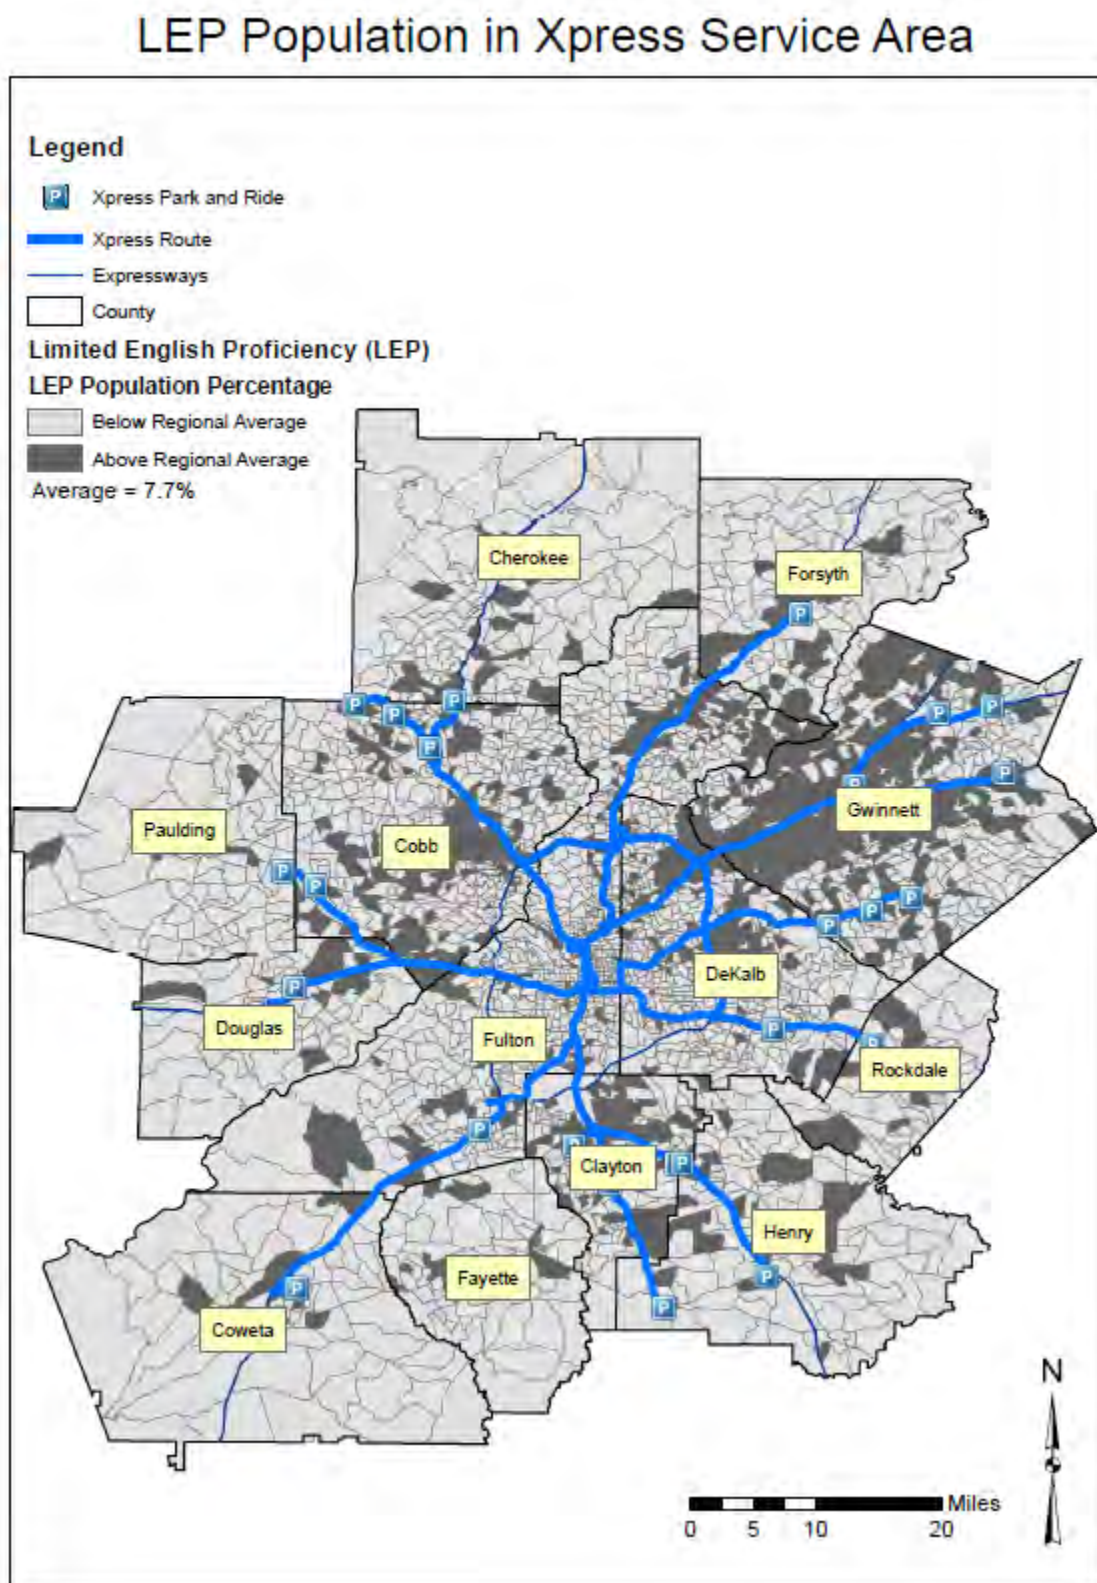 LEP Population in Xpress Service Area
Legend
P Xpress Park and Ride
Xpress Route
Expressways
County
Limited English Proficiency (LEP)
LEP Population Percentage
Below Regional Average
Above Regional Average
Average = 7.7%
Cherokee
Forsyth
P
P
P
P
P
P
P
P
P
Gwinnett
Paulding
Cobb
P
P
P
P
P
DeKalb
P
Douglas
Fulton
P
P
Rockdale
P
P
Clayton
P
Henry
P
Fayette
P
P
Coweta
N
Miles
0 5 10 20